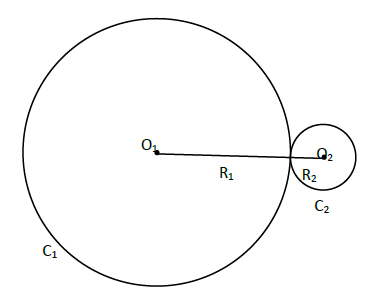 O₁
O₂
R₁
R₂
C₂
C₁